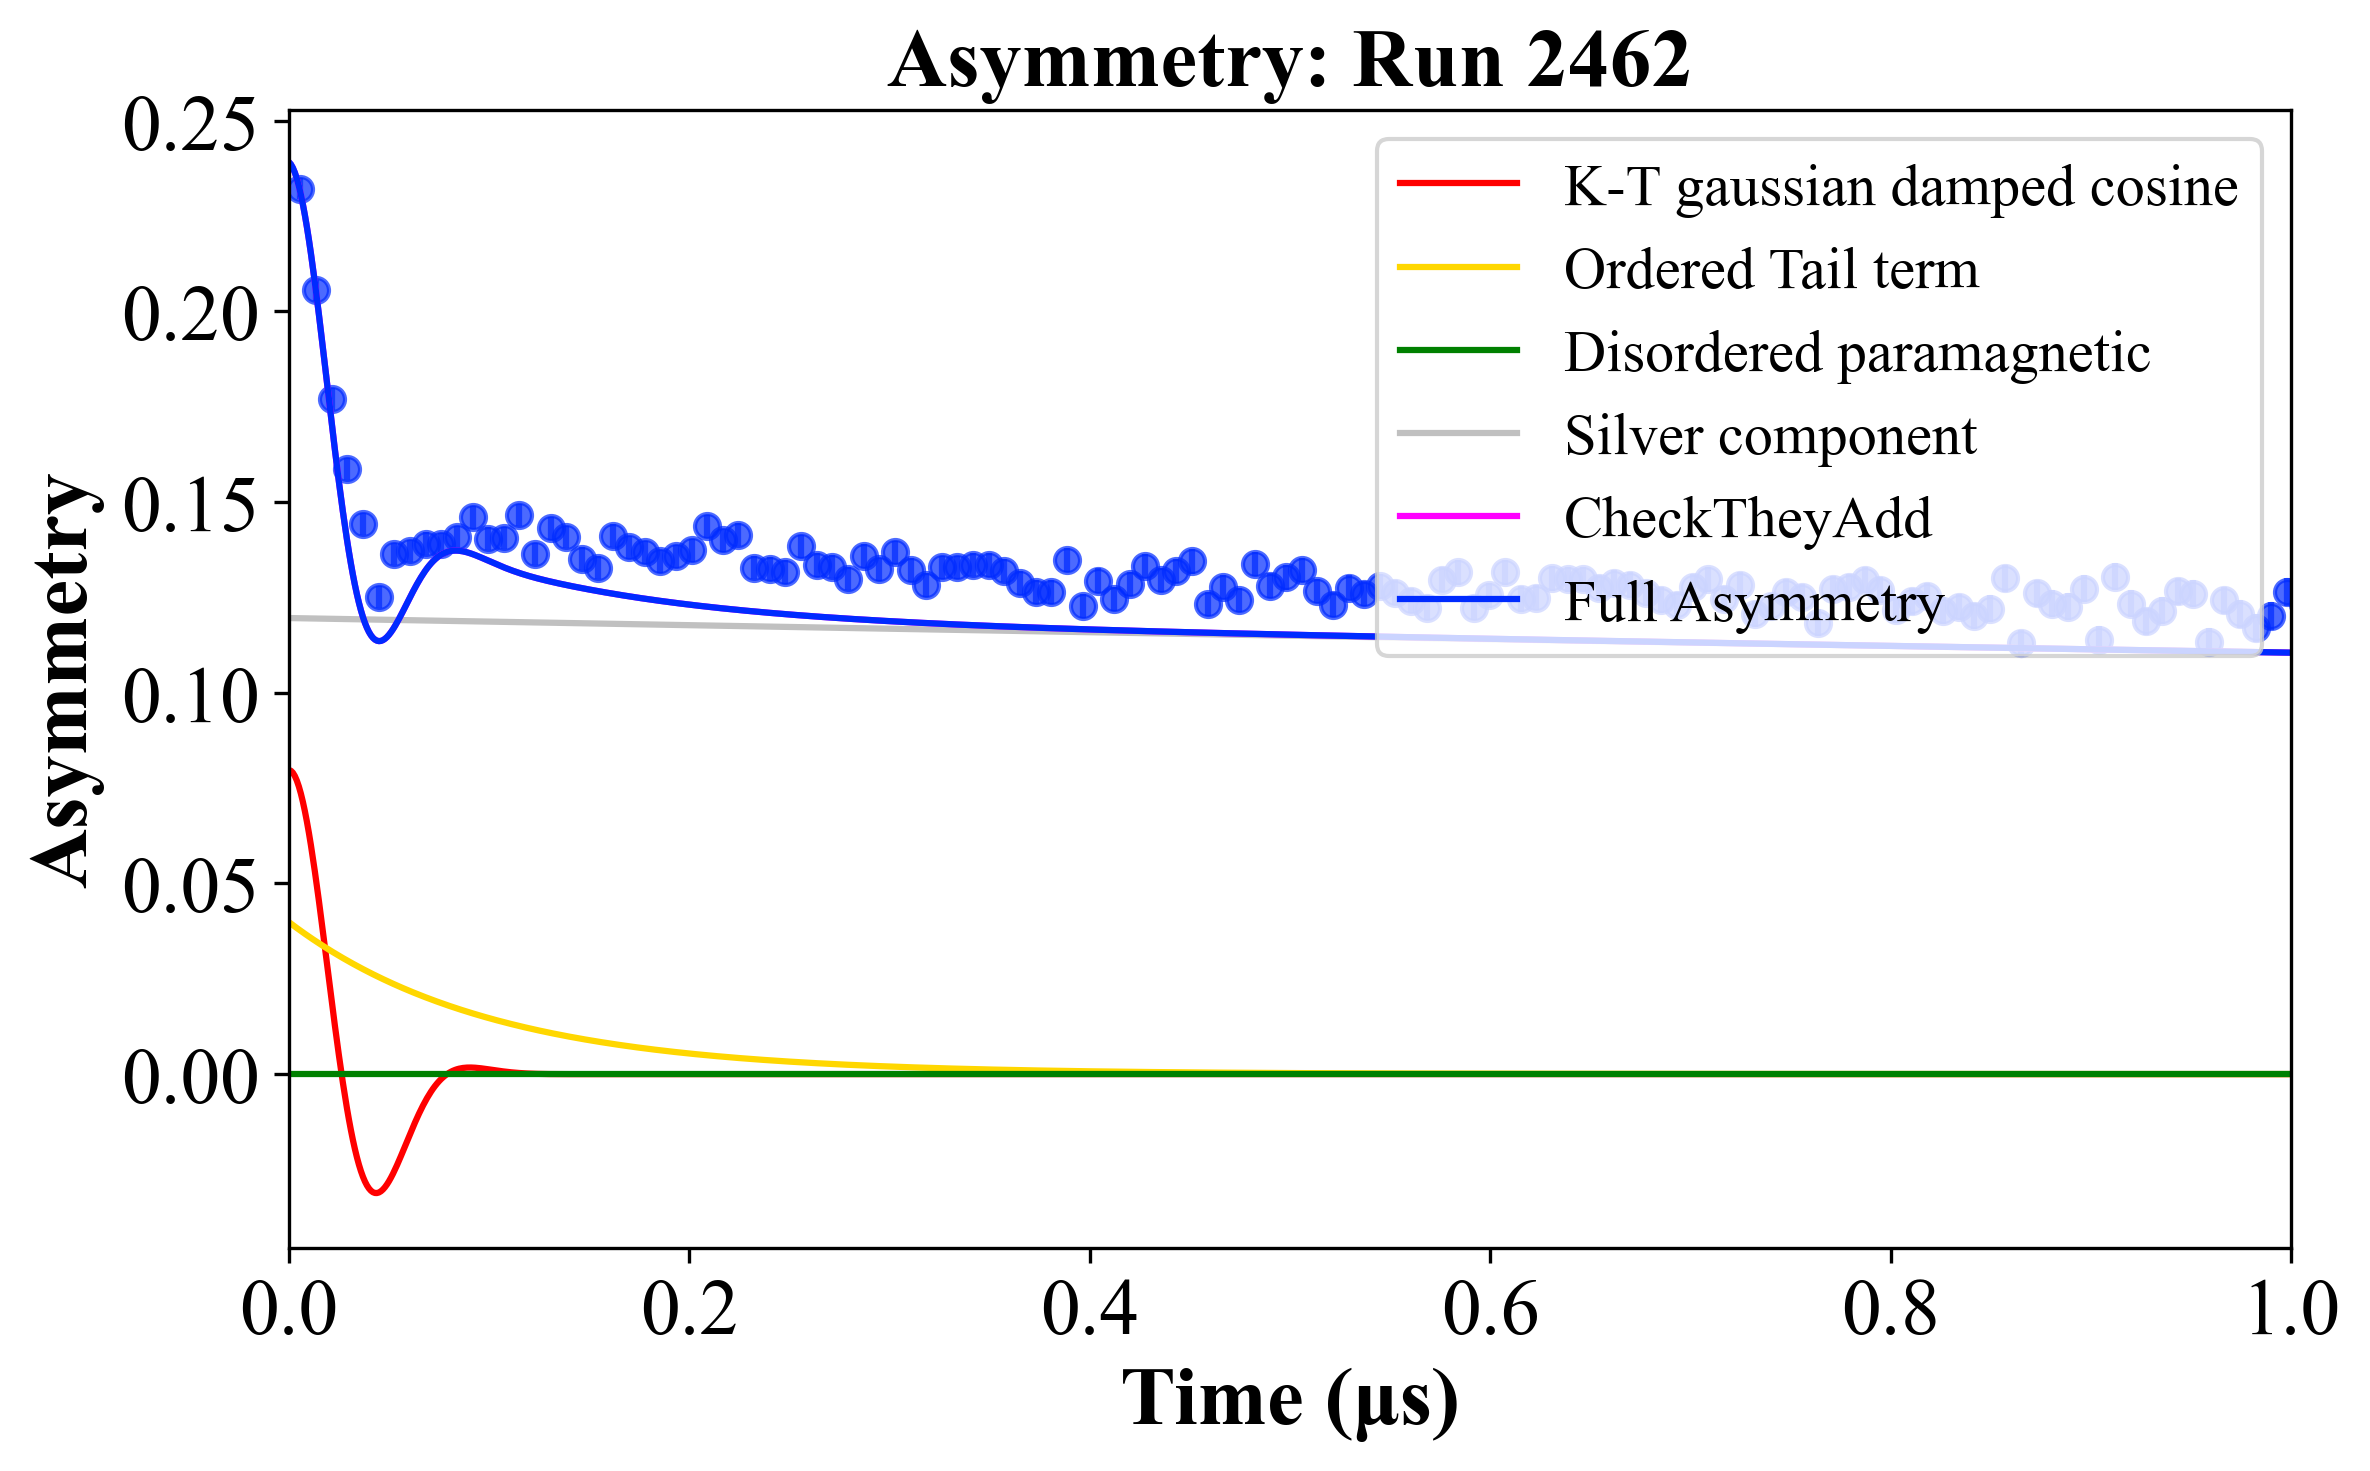 Asymmetry: Run 2462
0.25
0.20
0.15
0.10
0.05
0.00
Asymmetry
K-T gaussian damped cosine
Ordered Tail term
Disordered paramagnetic
Silver component
CheckTheyAdd
Full Asymmetry
0.0 0.2 0.4 0.6 0.8 1.0
Time (μs)